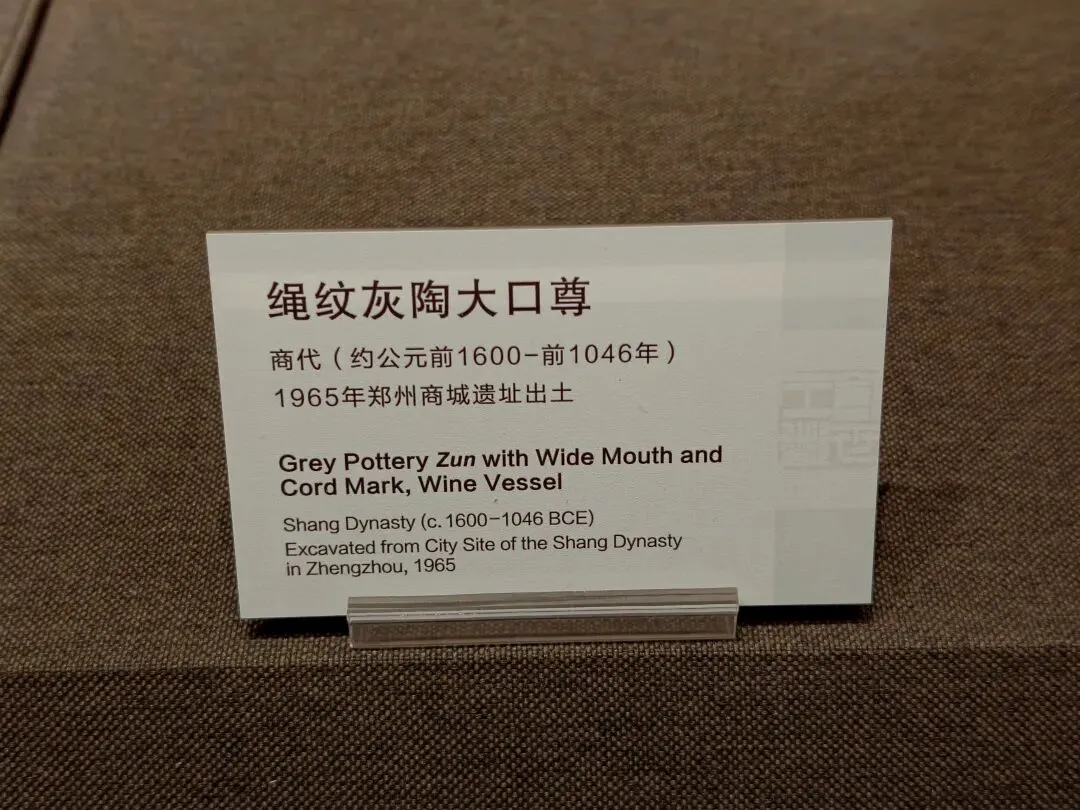 绳纹灰陶大口尊
商代（约公元前1600-前1046年）
1965年郑州商城遗址出土
Grey Pottery Zun with Wide Mouth and
Cord Mark, Wine Vessel
Shang Dynasty (c. 1600-1046 BCE)
Excavated from City Site of the Shang Dynasty
in Zhengzhou, 1965